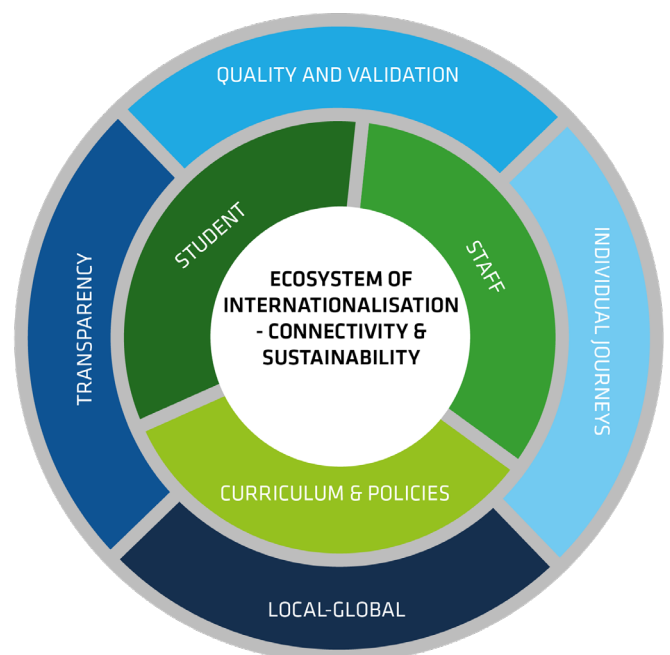 QUALITY AND VALIDATION
STUDENT
STAFF
TRANSPARENCY
INDIVIDUAL JOURNEYS
ECOSYSTEM OF
INTERNATIONALISATION
- CONNECTIVITY &
SUSTAINABILITY
CURRICULUM & POLICIES
LOCAL-GLOBAL